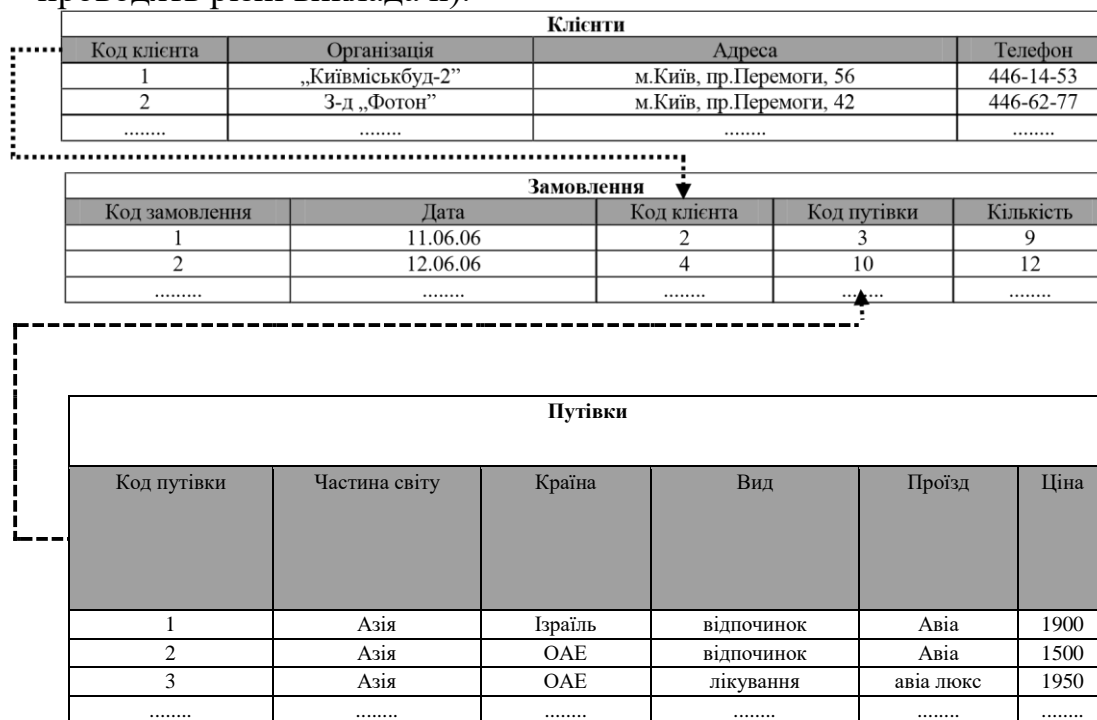 проводять різні викладачі).
Клієнти
Код клієнта Організація Адреса Телефон
1 „Київміськбуд-2” м.Київ, пр.Перемоги, 56 446-14-53
2 З-д „Фотон” м.Київ, пр.Перемоги, 42 446-62-77
........ ........ ........ ........
Замовлення
Код замовлення Дата Код клієнта Код путівки Кількість
1 11.06.06 2 3 9
2 12.06.06 4 10 12
......... ........ ........ ........ ........
Путівки
Код путівки Частина світу Країна Вид Проїзд Ціна
1 Азія Ізраїль відпочинок Авіа 1900
2 Азія ОАЕ відпочинок Авіа 1500
3 Азія ОАЕ лікування авіа люкс 1950
........ ........ ........ ........ ........ ........